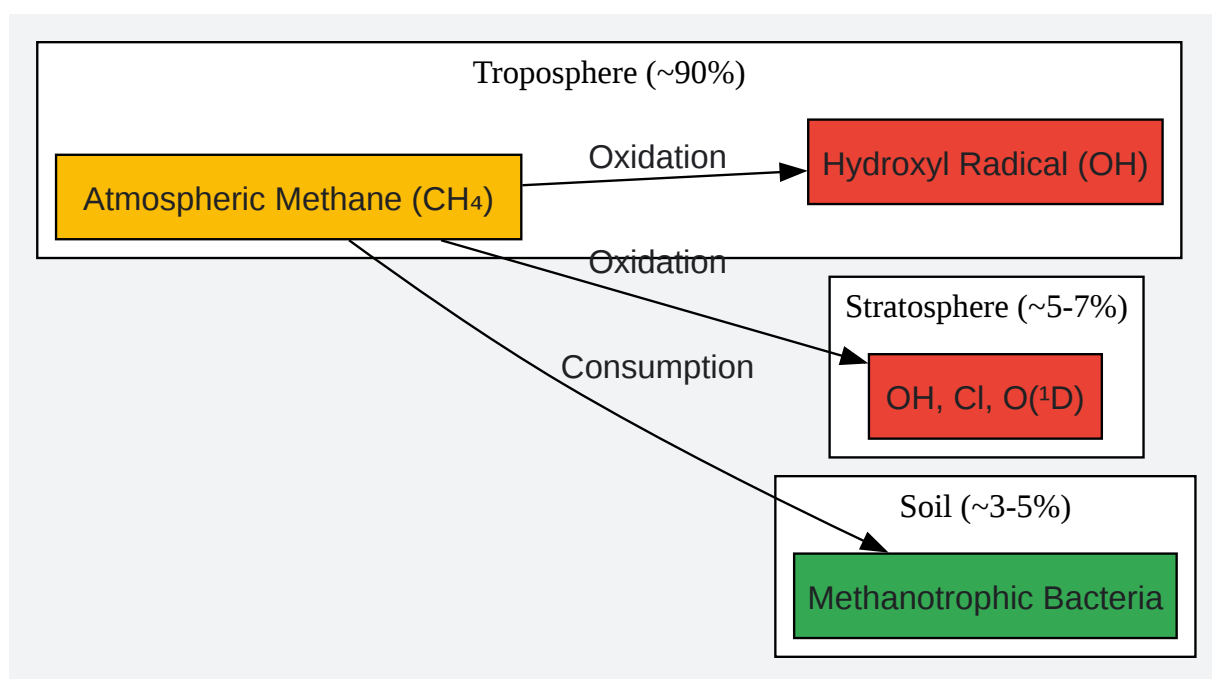 Troposphere (~90%)
Oxidation
Hydroxyl Radical (OH)
Atmospheric Methane (CH₄)
Oxidation
Stratosphere (~5-7%)
Consumption
OH, Cl, O(¹D)
Soil (~3-5%)
Methanotrophic Bacteria